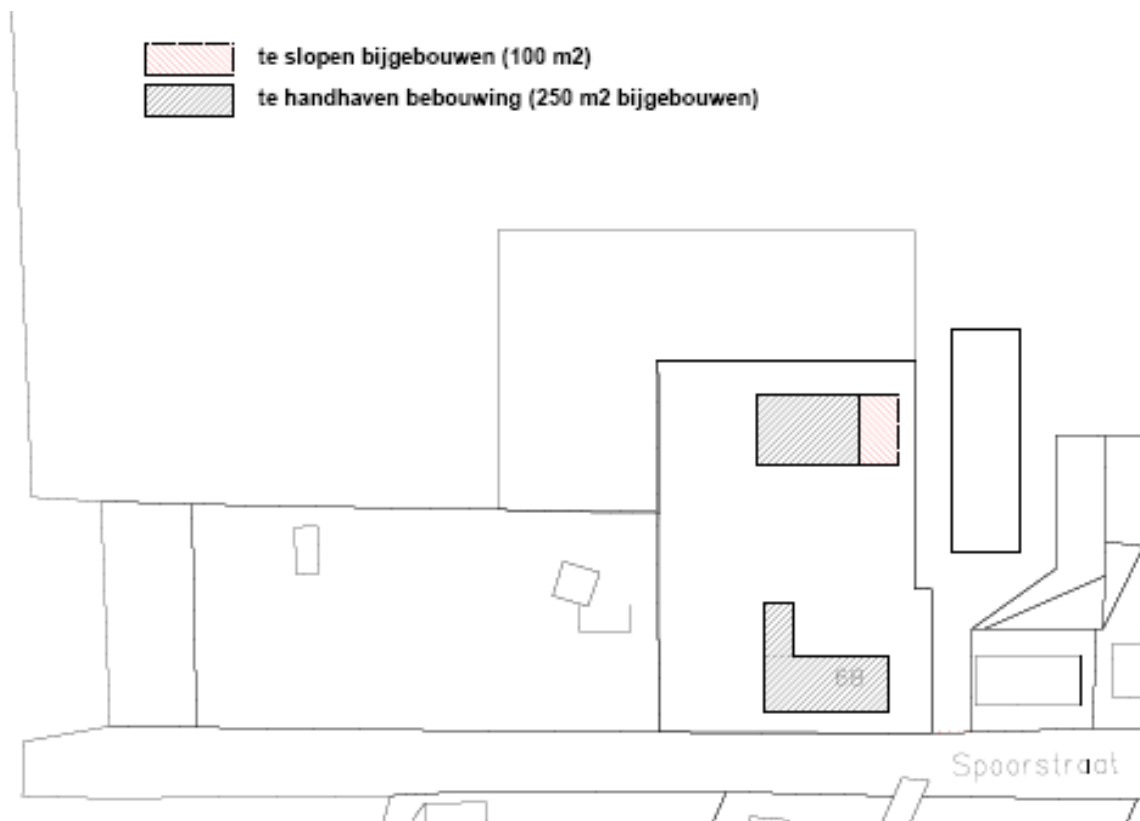 te slopen bijgebouwen (100 m2)
te handhaven bebouwing (250 m2 bijgebouwen)
68
Spoorstraat